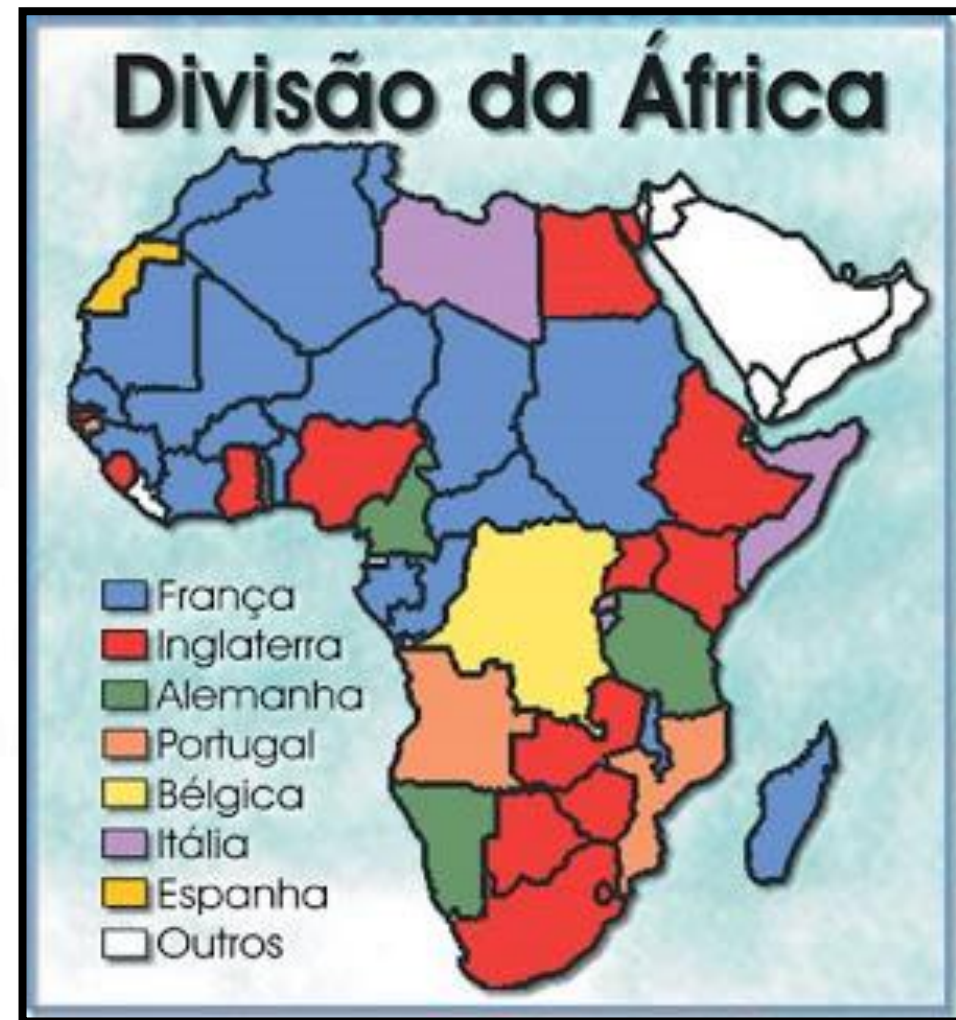 Divisão da África
França
Inglaterra
Alemanha
Portugal
Bélgica
Itália
Espanha
Outros